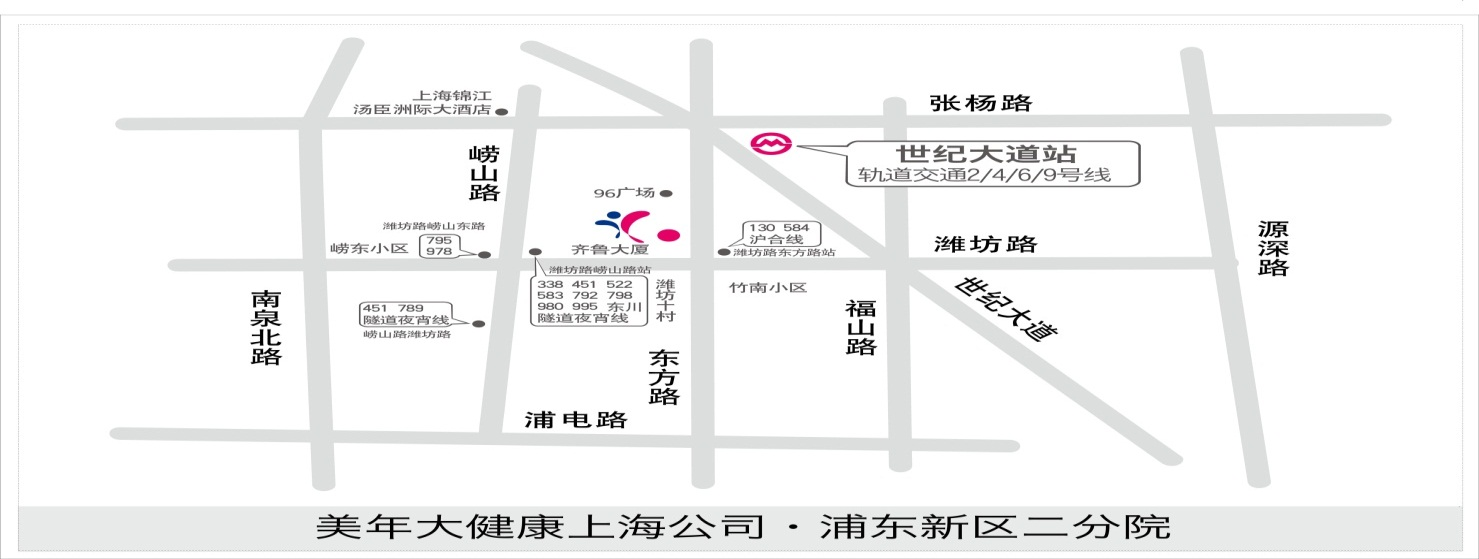 上海锦江
汤臣洲际大酒店
张杨路
世纪大道站
轨道交通2/4/6/9号线
崂山路
96广场
潍坊路崂山东路
795
978
崂东小区
齐鲁大厦
130 584
沪合线
潍坊路东方路站
潍坊路
源深路
潍坊路崂山路站
338 451 522
583 792 798
980 995 东川
隧道夜宵线
潍坊十村
竹南小区
世纪大道
南泉北路
451 789
隧道夜宵线
崂山路潍坊路
福山路
东方路
浦电路
美年大健康上海公司·浦东新区二分院